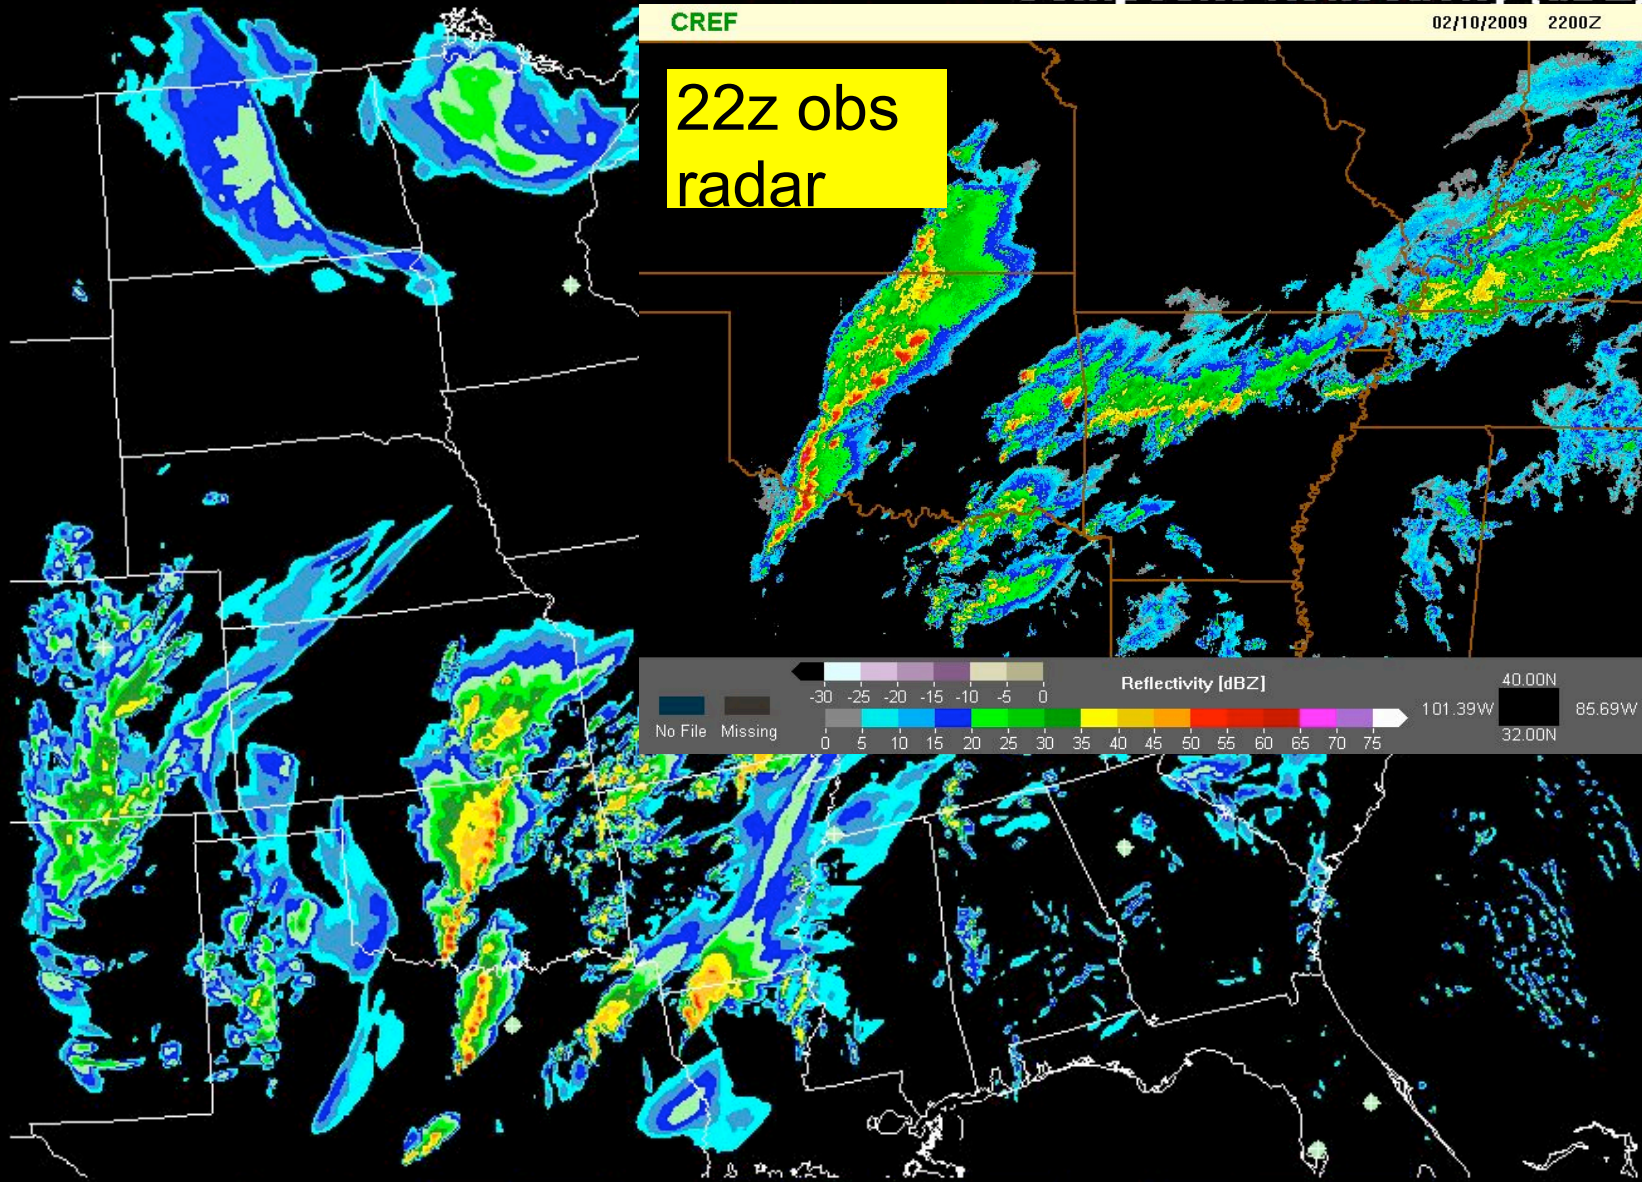 CREF 02/10/2009 2200Z
22z obs
radar
-30 -25 -20 -15 -10 -5 0
Reflectivity [dBZ]
No File Missing
0 5 10 15 20 25 30 35 40 45 50 55 60 65 70 75
40.00N
101.39W 85.69W
32.00N